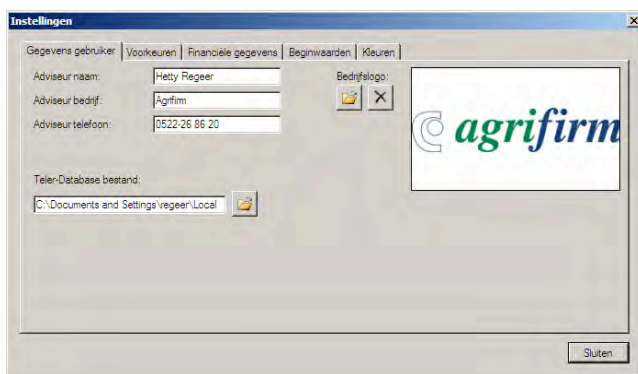 Instellingen
Gegevens gebruiker Voorkeuren Financiele gegevens Beginwaarden Kleuren
Adviseur naam: Hetty Regeer Bedrijfslogo:
Adviseur bedrijf: Agrifirm
Adviseur telefoon: 0522-26 86 20
agrifirm
Teler-Database bestand:
C:\Documents and Settings\regeer\Local
Sluiten